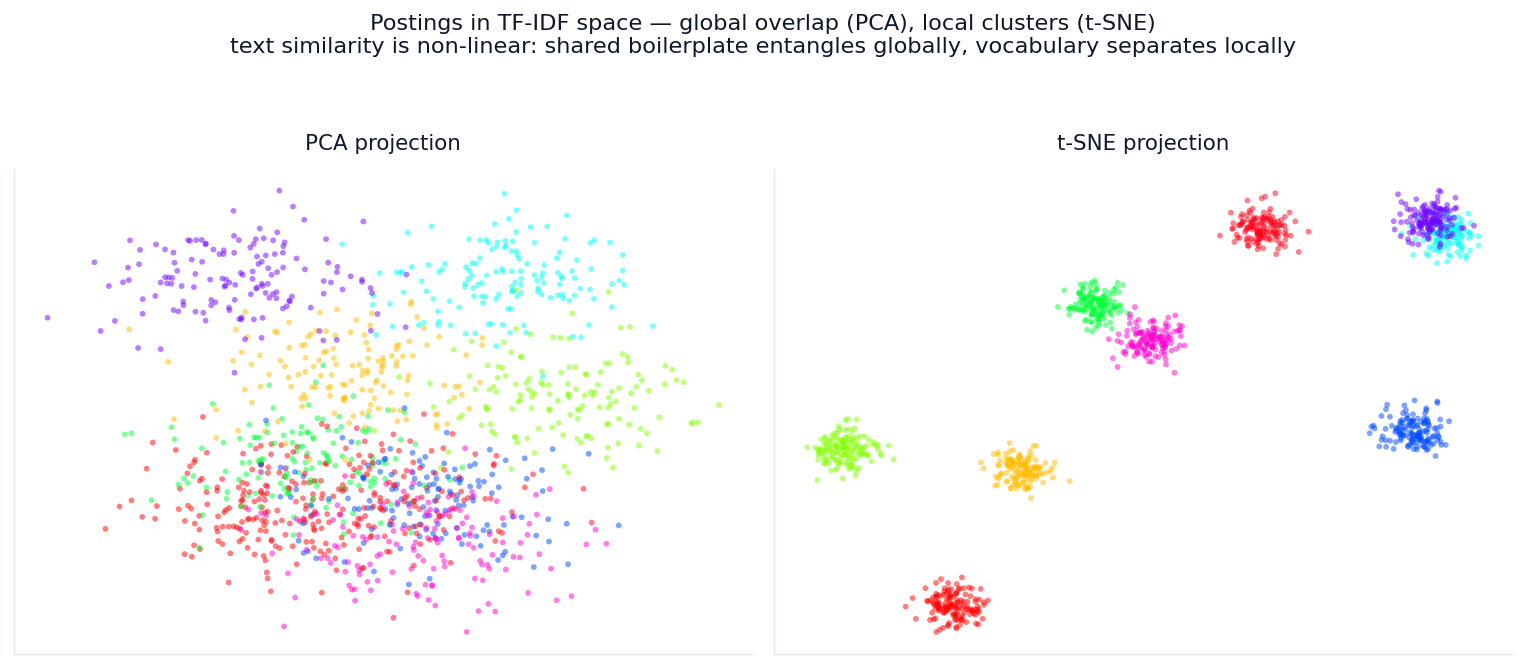 Postings in TF-IDF space — global overlap (PCA), local clusters (t-SNE)
text similarity is non-linear: shared boilerplate entangles globally, vocabulary separates locally
PCA projection
t-SNE projection